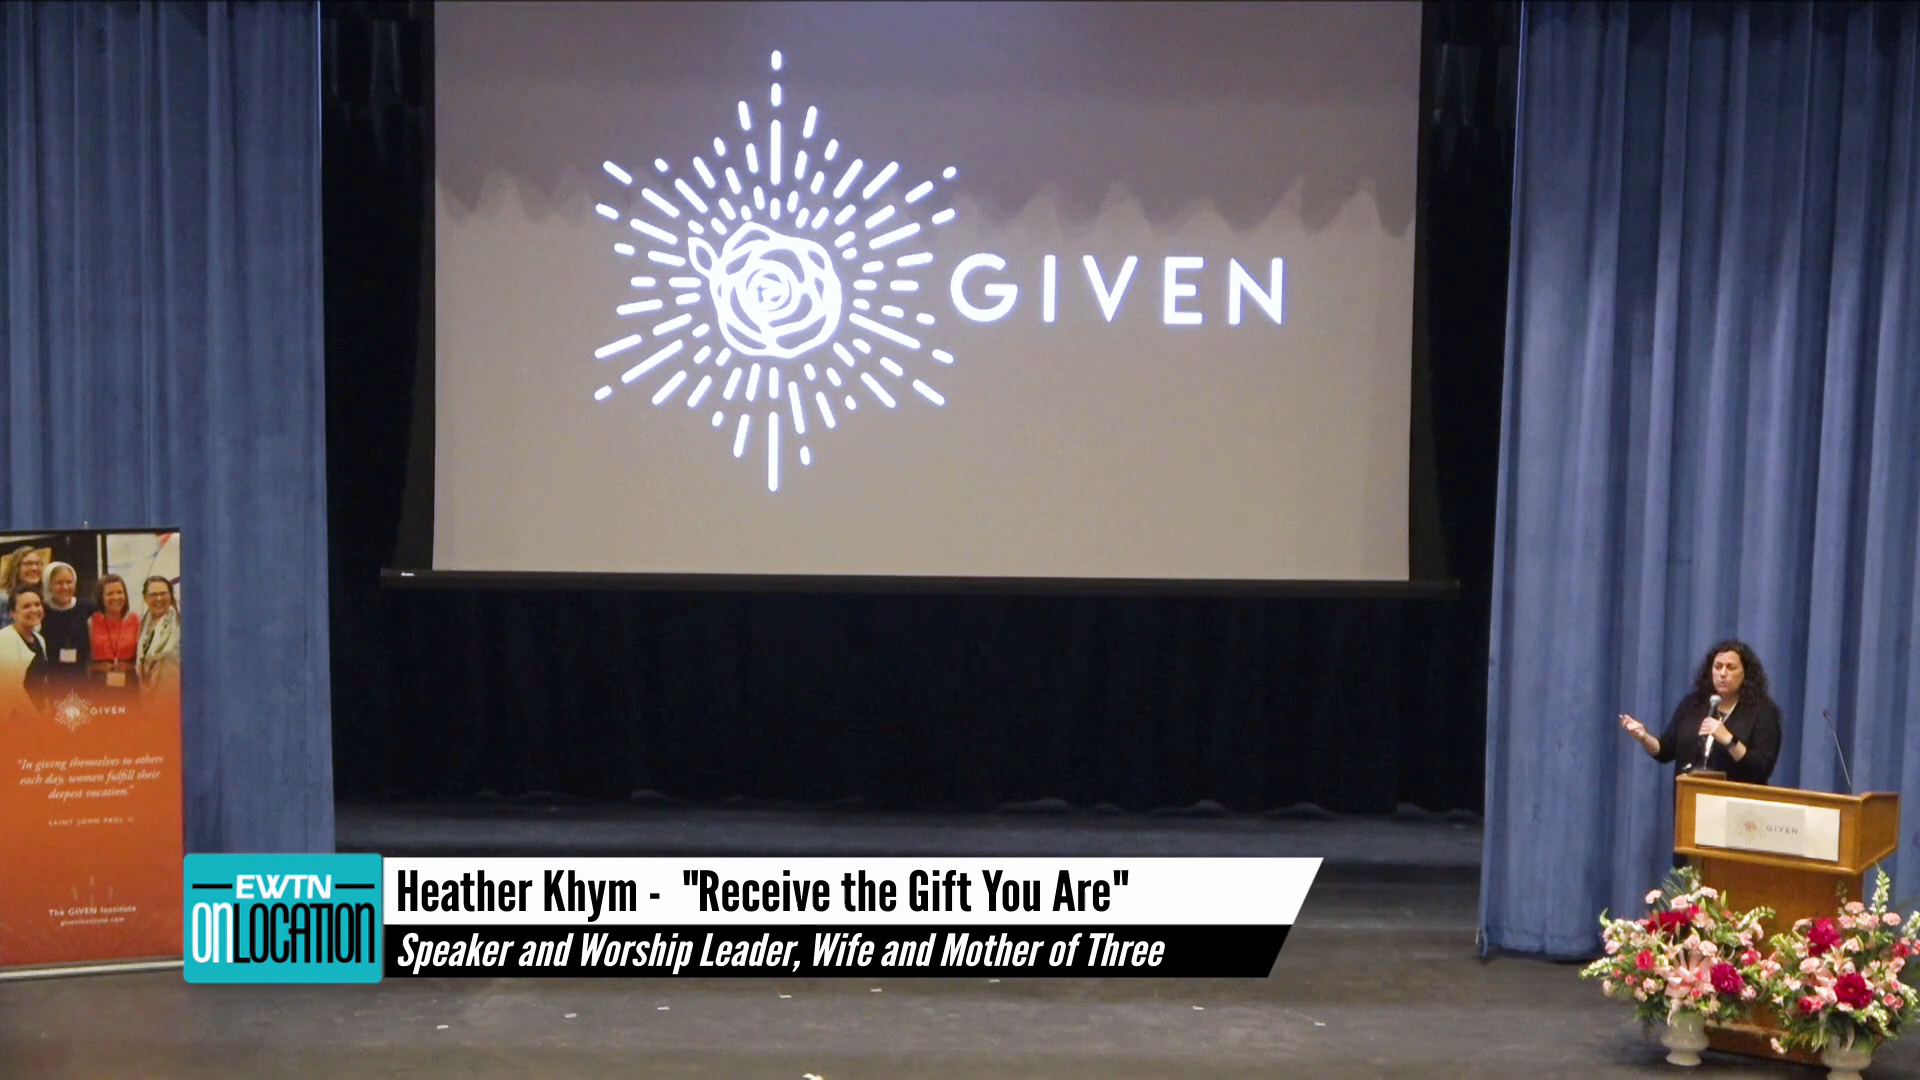 GIVEN
GIVEN
"In giving themselves to others
each day, women fulfill their
deepest vocation."
SAINT JOHN PAUL II
The GIVEN Institute
giveninstitute.com
GIVEN
EWTN
ON LOCATION
Heather Khym - "Receive the Gift You Are"
Speaker and Worship Leader, Wife and Mother of Three